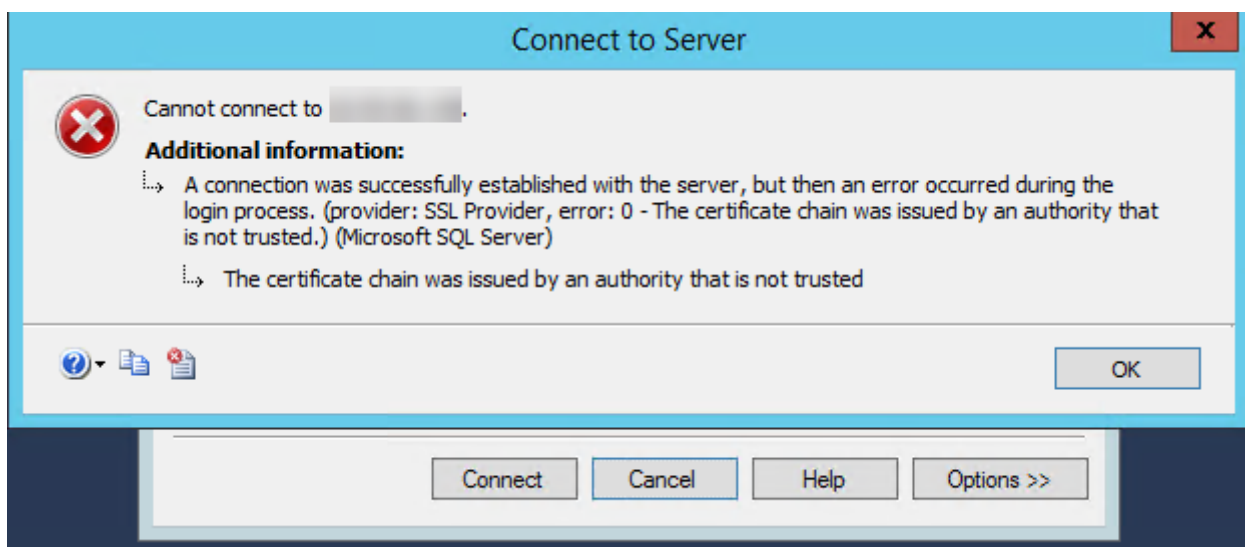 Connect to Server
x
Cannot connect to .
Additional information:
A connection was successfully established with the server, but then an error occurred during the
login process. (provider: SSL Provider, error: 0 - The certificate chain was issued by an authority that
is not trusted.) (Microsoft SQL Server)
The certificate chain was issued by an authority that is not trusted
OK
Connect Cancel Help Options >>